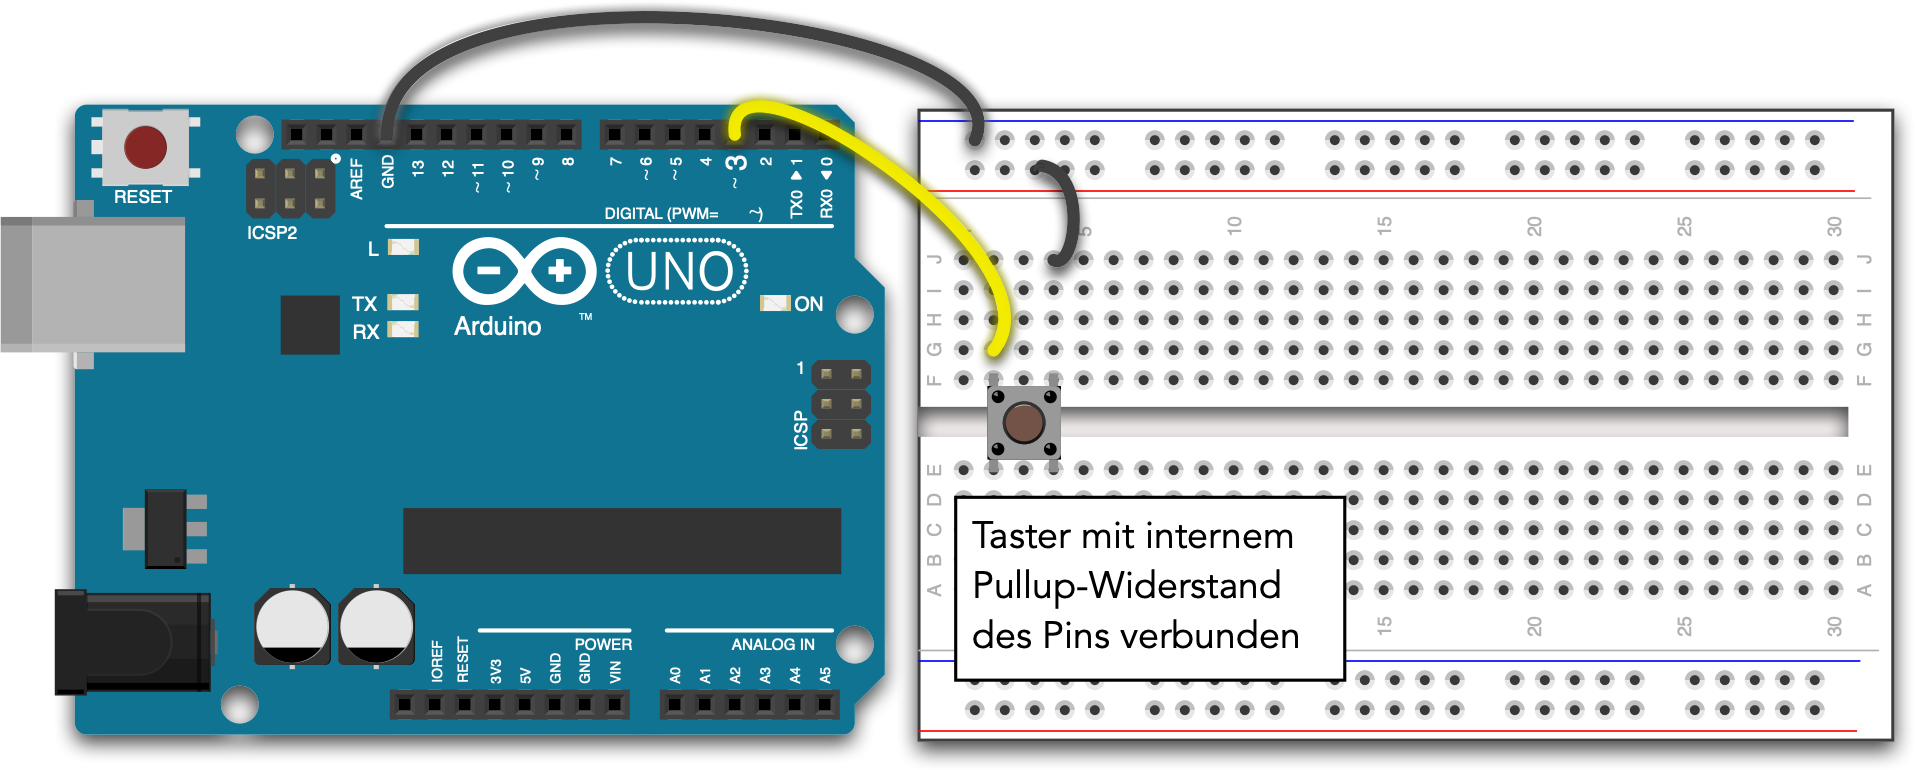 RESET
ICSP2
AREF
GND
13
12
~11
~10
~9
8
7
~6
~5
4
~3
2
TX0 ▶ 1
RX0 ◀ 0
DIGITAL (PWM= ~)
L
TX
RX
UNO
Arduino
TM
ON
1
ICSP
IOREF
RESET
3V3
5V
GND
GND
VIN
POWER
ANALOG IN
A0
A1
A2
A3
A4
A5
5
10
15
20
25
30
J
I
H
G
F
E
D
C
B
A
J
I
H
G
F
E
D
C
B
A
Taster mit internem
Pullup-Widerstand
des Pins verbunden
15
20
25
30